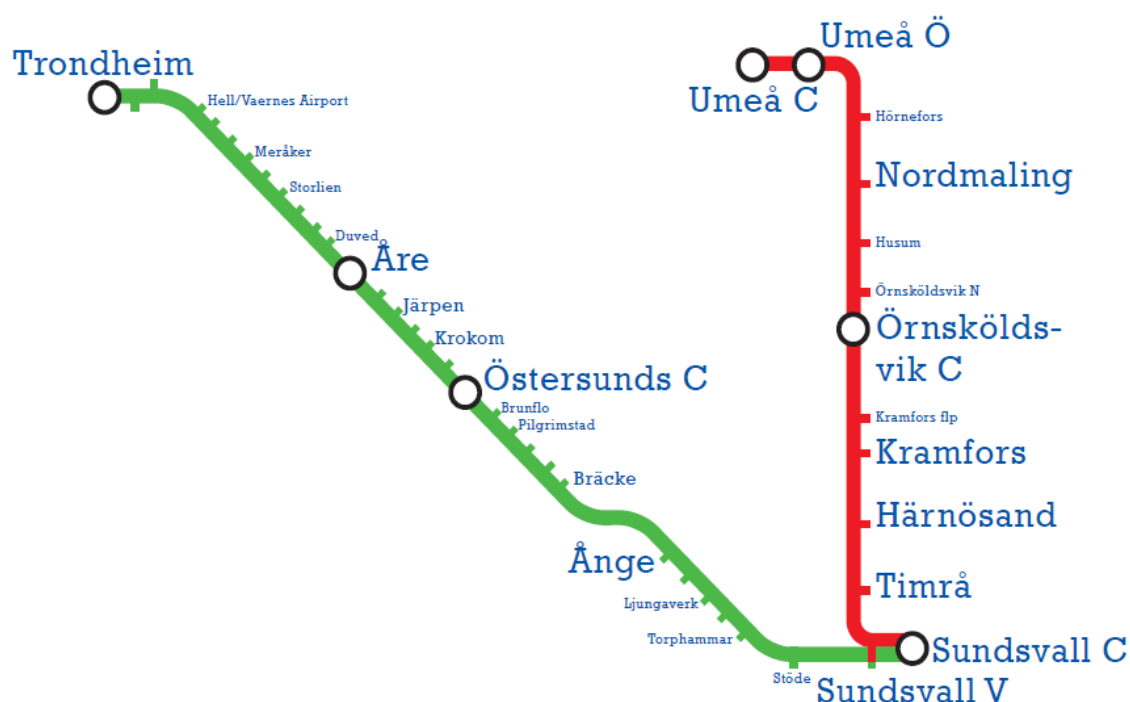 Umeå Ö
Trondheim
Umeå C
Hell/Vaernes Airport
Hörnefors
Meråker
Nordmaling
Storlien
Duved
Husum
Åre
Örnsköldsvik N
Järpen
Örnskölds-
vik C
Krokom
Östersunds C
Brunflo
Kramfors flp
Pilgrimstad
Kramfors
Bräcke
Härnösand
Ånge
Timrå
Ljungaverk
Torphammar
Sundsvall C
Stöde
Sundsvall V